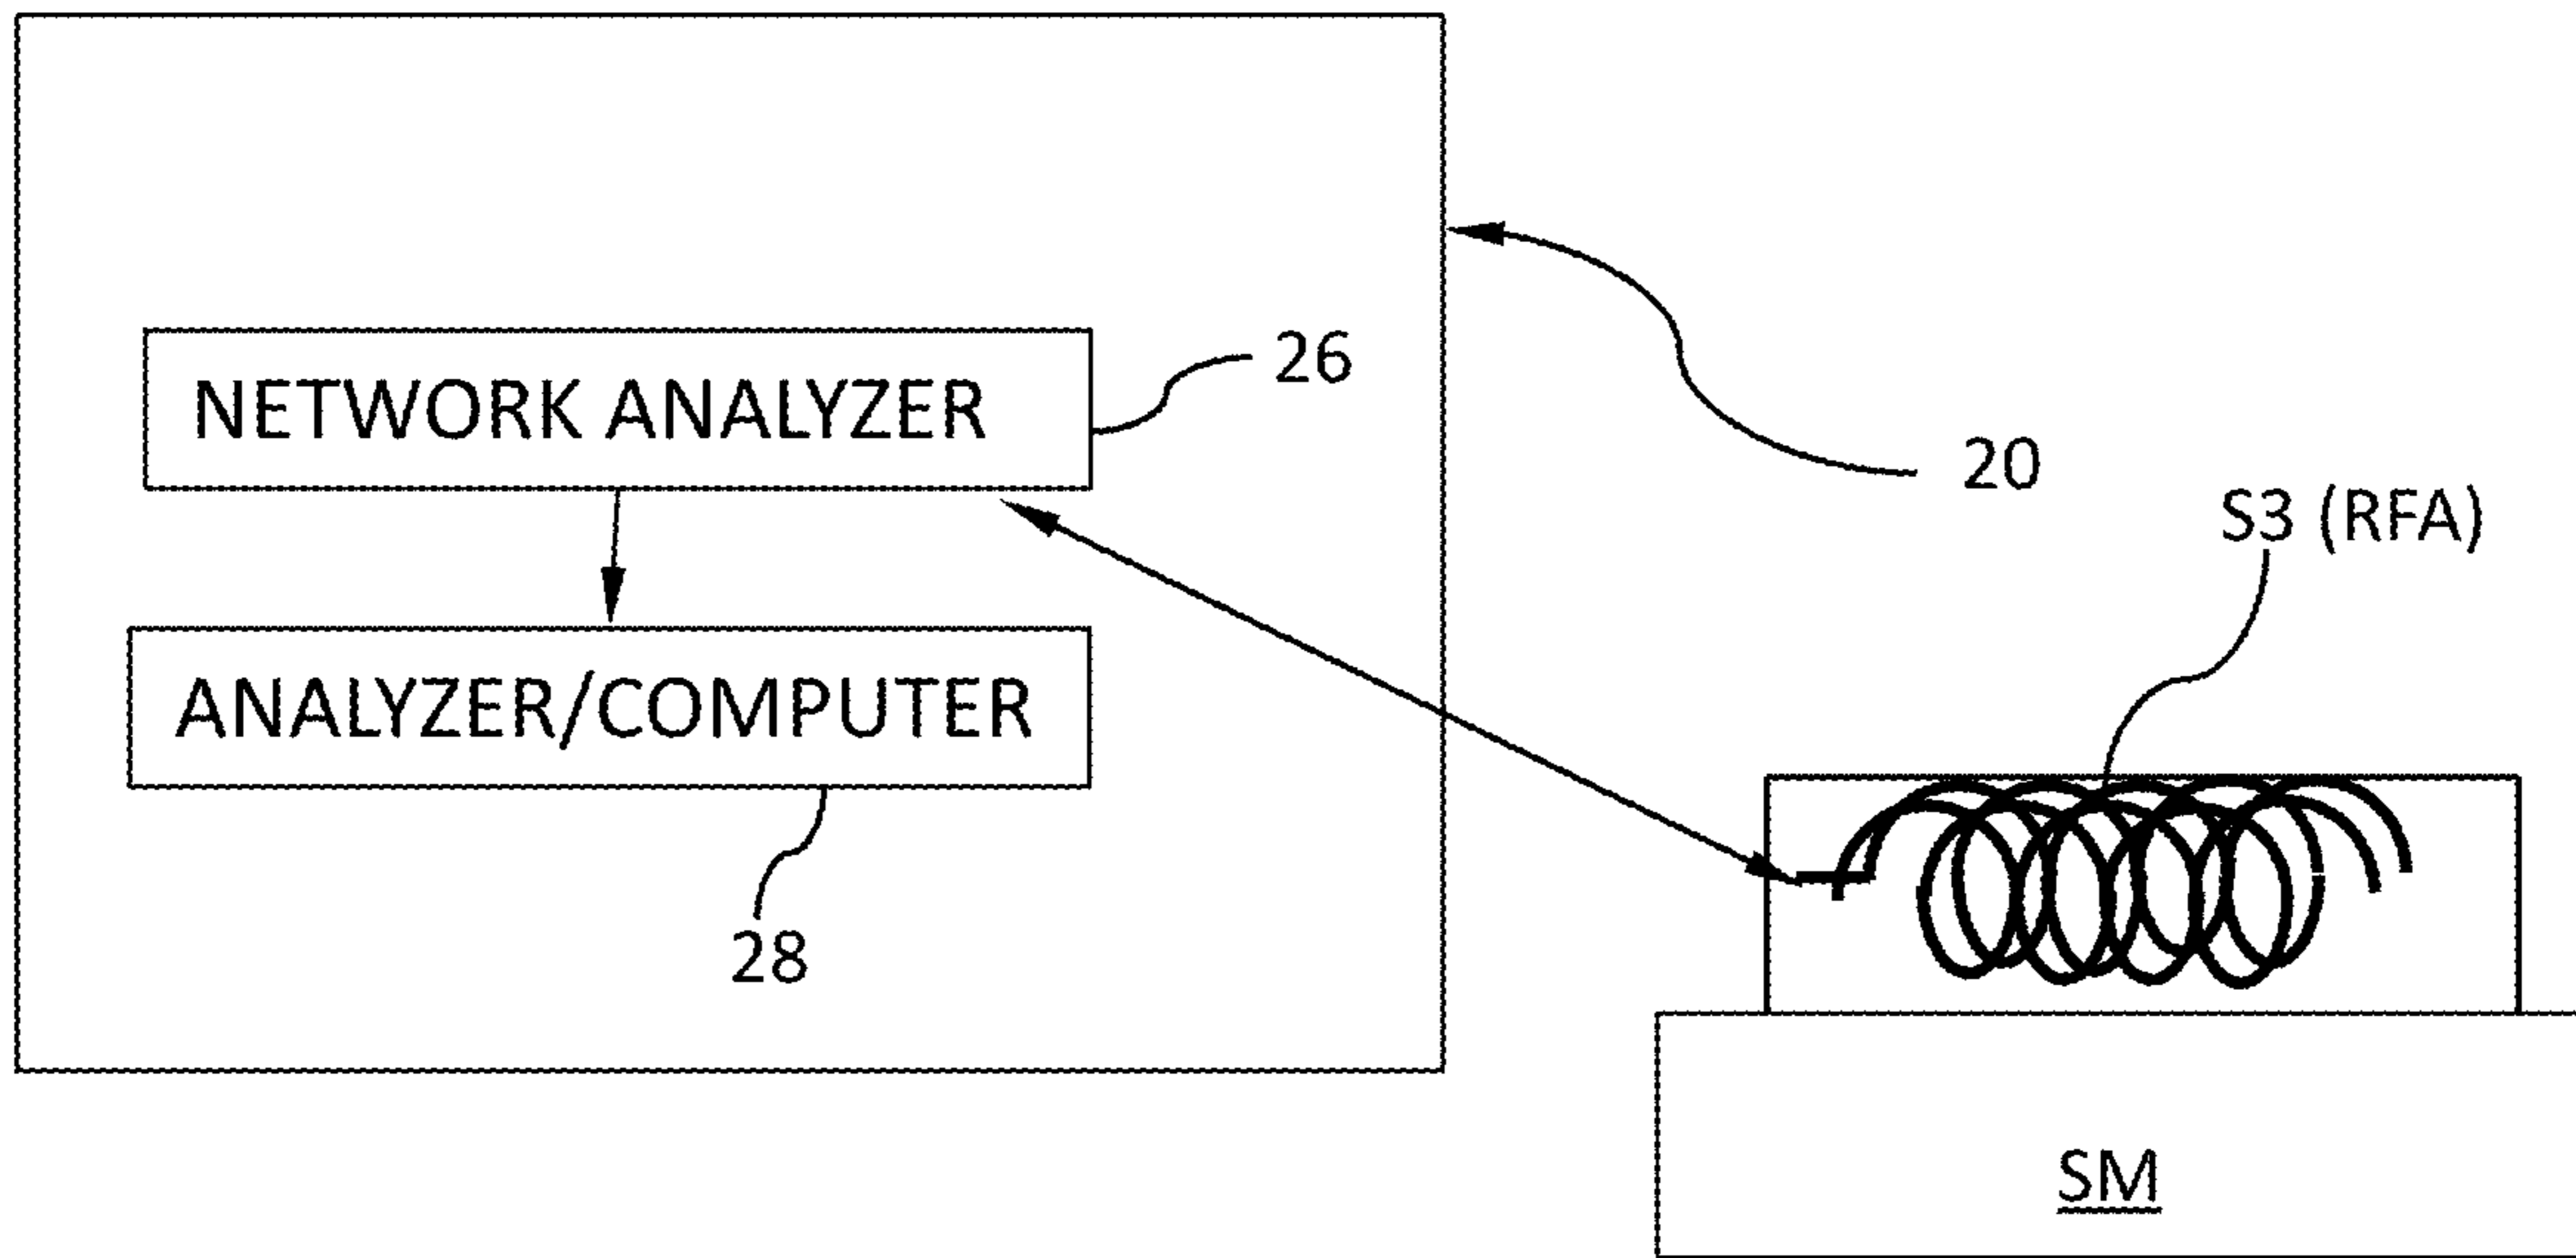 NETWORK ANALYZER
26
20
S3 (RFA)
ANALYZER/COMPUTER
28
SM